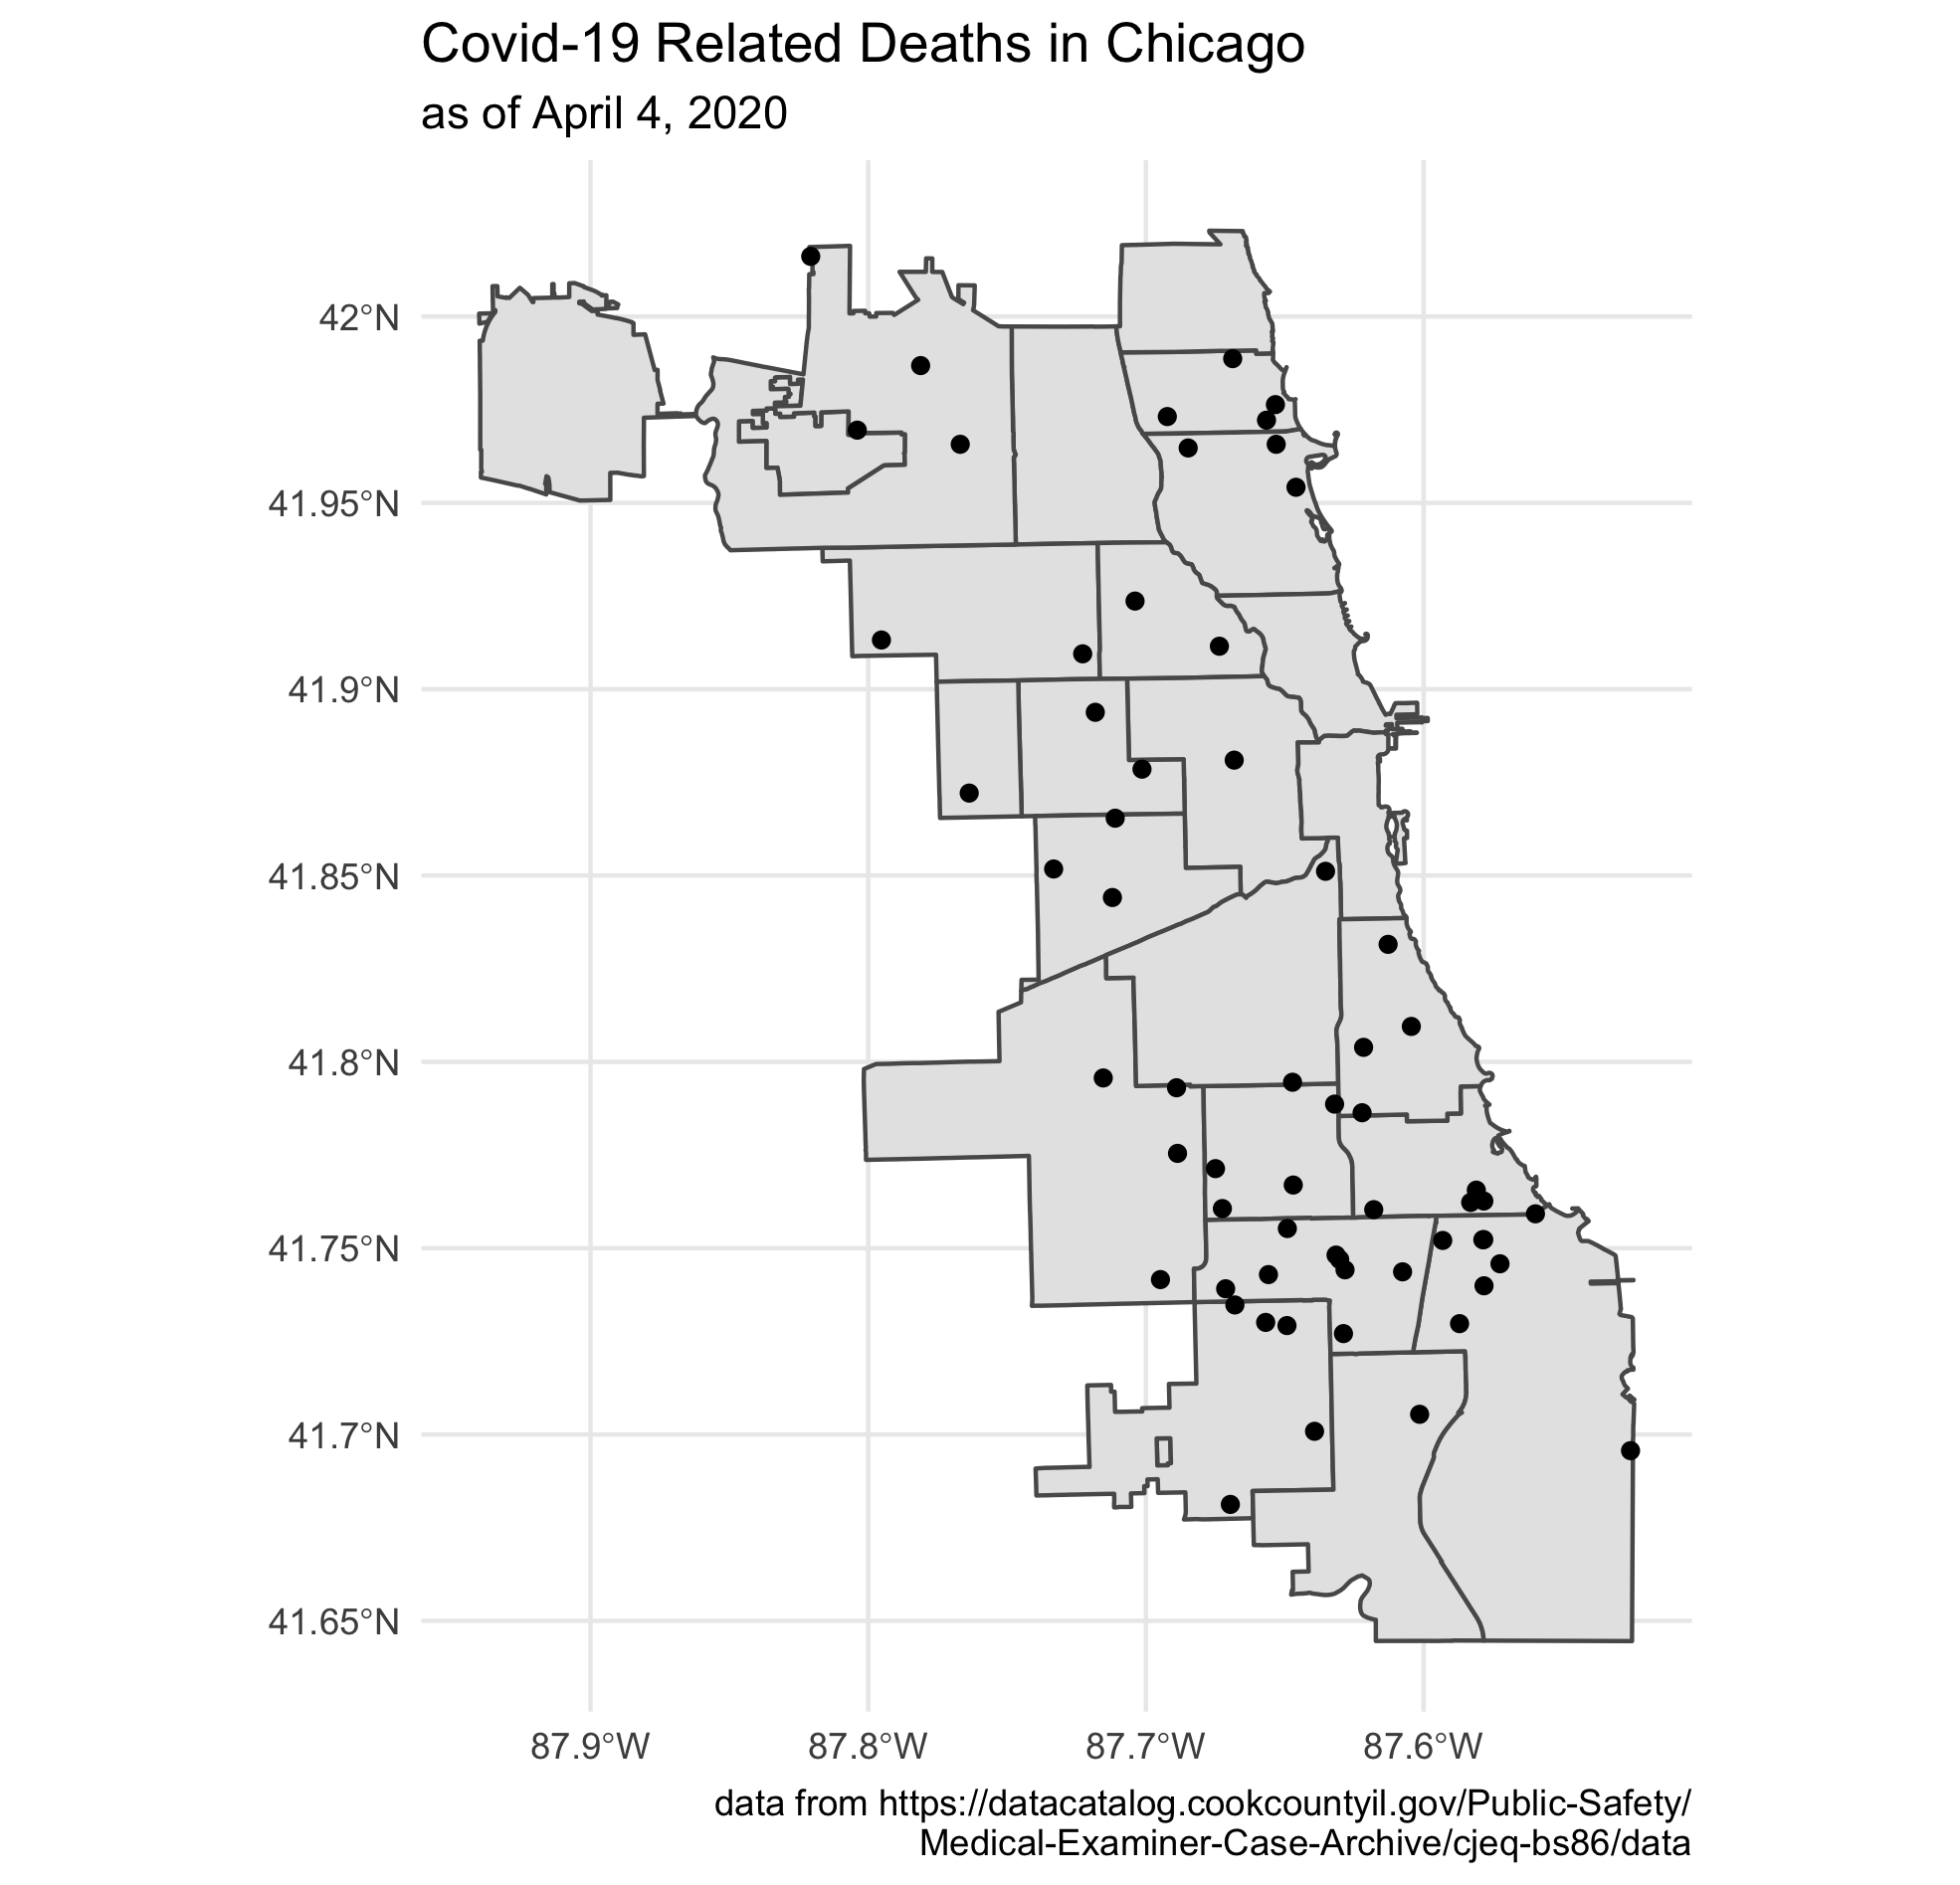 Covid-19 Related Deaths in Chicago
as of April 4, 2020
42°N
41.95°N
41.9°N
41.85°N
41.8°N
41.75°N
41.7°N
41.65°N
87.9°W 87.8°W 87.7°W 87.6°W
data from https://datacatalog.cookcountyil.gov/Public-Safety/
Medical-Examiner-Case-Archive/cjeq-bs86/data